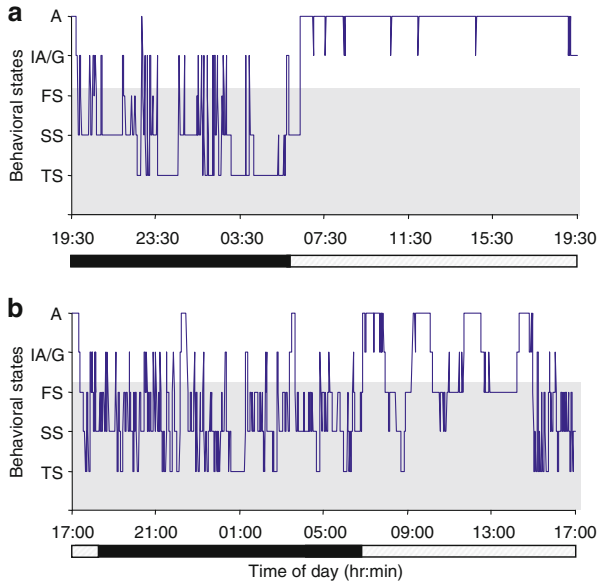 a
Behavioral states
A
IA/G
FS
SS
TS
19:30 23:30 03:30 07:30 11:30 15:30 19:30
b
Behavioral states
A
IA/G
FS
SS
TS
17:00 21:00 01:00 05:00 09:00 13:00 17:00
Time of day (hr:min)